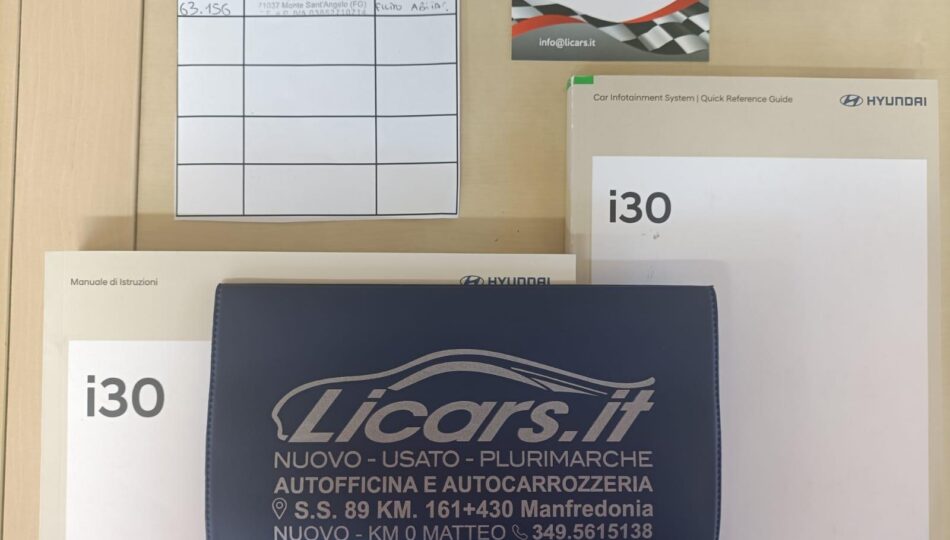 63.156
71037 Monte Sant'Angelo (FG)
info@licars.it
Car Infotainment System | Quick Reference Guide
HYUNDAI
i30
Manuale di Istruzioni
HYUNDAI
i30
Licars.it
NUOVO - USATO - PLURIMARCHE
AUTOFFICINA E AUTOCARROZZERIA
S.S. 89 KM. 161+430 Manfredonia
NUOVO - KM 0 MATTEO 349.5615138